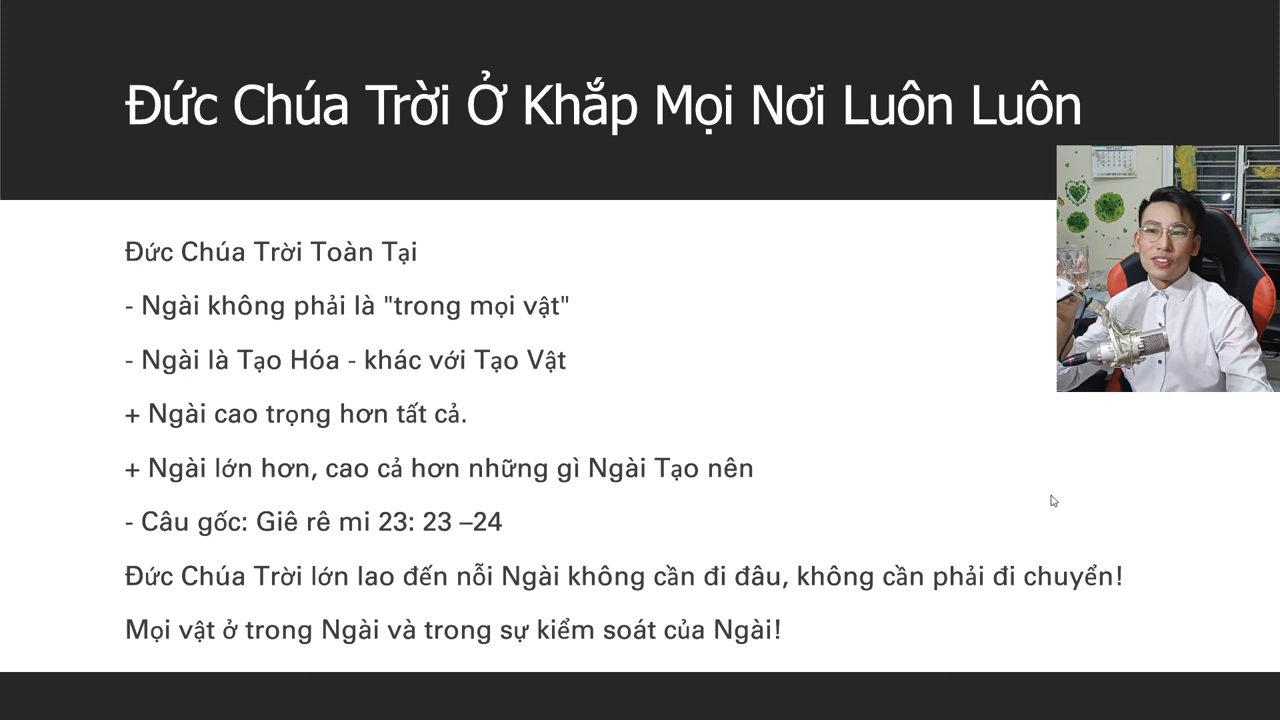 Đức Chúa Trời Ở Khắp Mọi Nơi Luôn Luôn
Đức Chúa Trời Toàn Tại
- Ngài không phải là "trong mọi vật"
- Ngài là Tạo Hóa - khác với Tạo Vật
+ Ngài cao trọng hơn tất cả.
+ Ngài lớn hơn, cao cả hơn những gì Ngài Tạo nên
- Câu gốc: Giê rê mi 23: 23 –24
Đức Chúa Trời lớn lao đến nỗi Ngài không cần đi đâu, không cần phải đi chuyển!
Mọi vật ở trong Ngài và trong sự kiểm soát của Ngài!